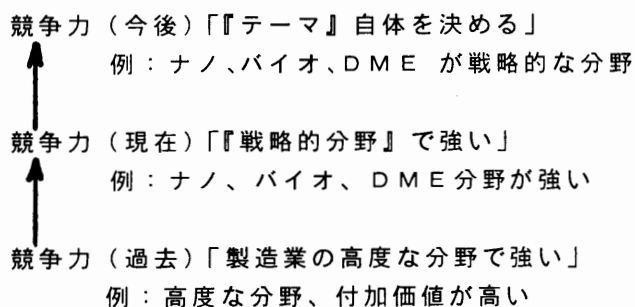 競争力（今後）「『テーマ』自体を決める」
例：ナノ、バイオ、ＤＭＥ が戦略的な分野
競争力（現在）「『戦略的分野』で強い」
例：ナノ、バイオ、ＤＭＥ分野が強い
競争力（過去）「製造業の高度な分野で強い」
例：高度な分野、付加価値が高い